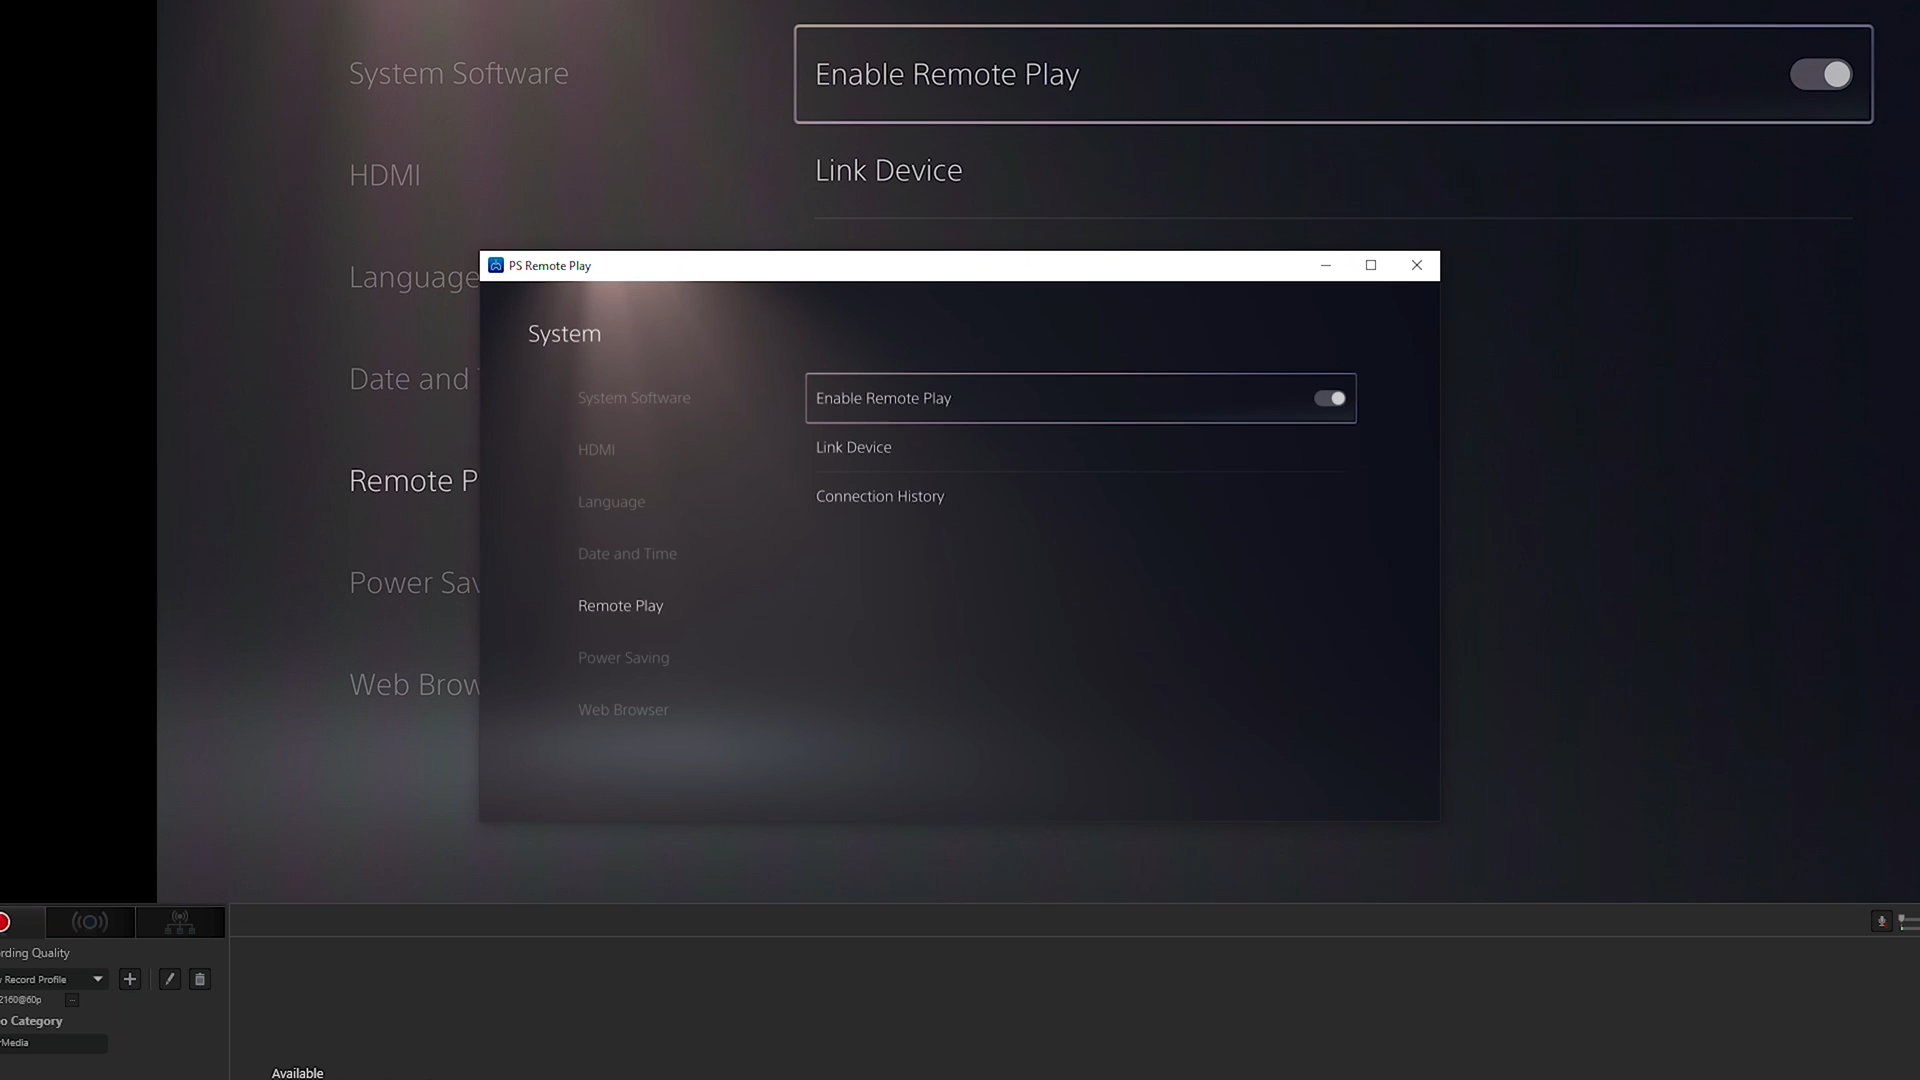 System Software
Enable Remote Play
HDMI
Link Device
Language
Date and
Remote P
Power Sav
Web Brow
PS Remote Play
System
System Software
Enable Remote Play
HDMI
Link Device
Language
Connection History
Date and Time
Remote Play
Power Saving
Web Browser
rding Quality
Record Profile
2160@60p
o Category
rMedia
Available